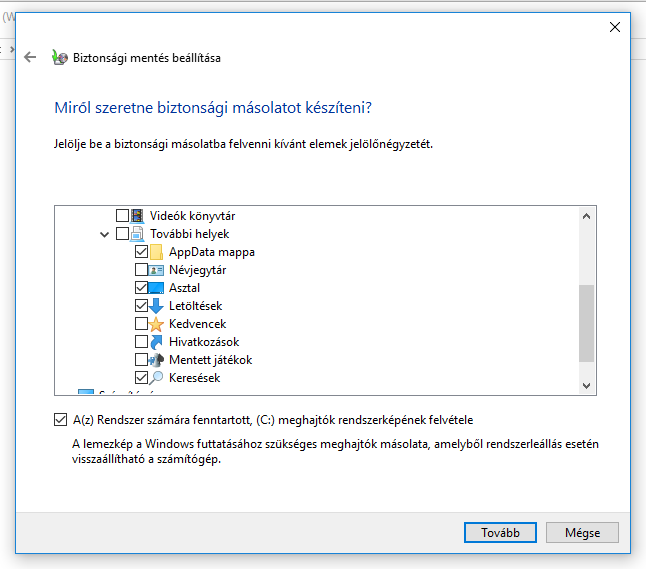 (W
Biztonsági mentés beállítása
Miről szeretne biztonsági másolatot készíteni?
Jelölje be a biztonsági másolatba felvenni kívánt elemek jelölőnégyzetét.
Videók könyvtár
További helyek
AppData mappa
Névjegytár
Asztal
Letöltések
Kedvencek
Hivatkozások
Mentett játékok
Keresések
A(z) Rendszer számára fenntartott, (C:) meghajtók rendszerképének felvétele
A lemezkép a Windows futtatásához szükséges meghajtók másolata, amelyből rendszerleállás esetén
visszaállítható a számítógép.
Tovább
Mégse